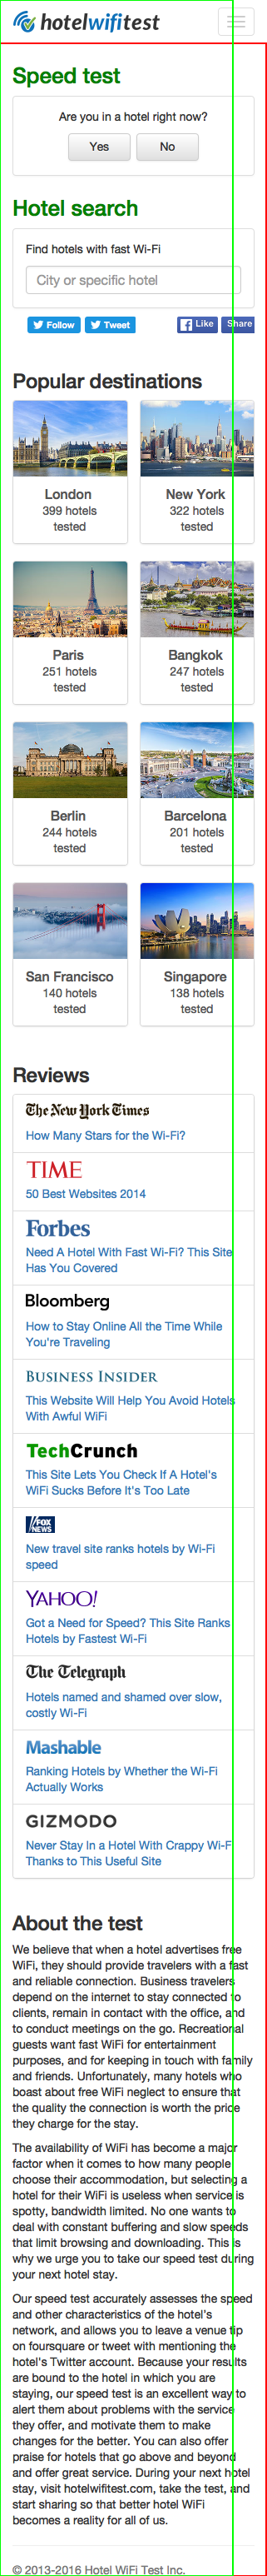 hotelwifitest
Speed test
Are you in a hotel right now?
Yes No
Hotel search
Find hotels with fast Wi-Fi
City or specific hotel
Follow Tweet Like Share
Popular destinations
London New York
399 hotels 322 hotels
tested tested
Paris Bangkok
251 hotels 247 hotels
tested tested
Berlin Barcelona
244 hotels 201 hotels
tested tested
San Francisco Singapore
140 hotels 138 hotels
tested tested
Reviews
The New York Times
How Many Stars for the Wi-Fi?
TIME
50 Best Websites 2014
Forbes
Need A Hotel With Fast Wi-Fi? This Site
Has You Covered
Bloomberg
How to Stay Online All the Time While
You're Traveling
BUSINESS INSIDER
This Website Will Help You Avoid Hotels
With Awful WiFi
TechCrunch
This Site Lets You Check If A Hotel's
WiFi Sucks Before It's Too Late
FOX
NEWS
New travel site ranks hotels by Wi-Fi
speed
YAHOO!
Got a Need for Speed? This Site Ranks
Hotels by Fastest Wi-Fi
The Telegraph
Hotels named and shamed over slow,
costly Wi-Fi
Mashable
Ranking Hotels by Whether the Wi-Fi
Actually Works
GIZMODO
Never Stay In a Hotel With Crappy Wi-Fi
Thanks to This Useful Site
About the test
We believe that when a hotel advertises free
WiFi, they should provide travelers with a fast
and reliable connection. Business travelers
depend on the internet to stay connected to
clients, remain in contact with the office, and
to conduct meetings on the go. Recreational
guests want fast WiFi for entertainment
purposes, and for keeping in touch with family
and friends. Unfortunately, many hotels who
boast about free WiFi neglect to ensure that
the quality the connection is worth the price
they charge for the stay.
The availability of WiFi has become a major
factor when it comes to how many people
choose their accommodation, but selecting a
hotel for their WiFi is useless when service is
spotty, bandwidth limited. No one wants to
deal with constant buffering and slow speeds
that limit browsing and downloading. This is
why we urge you to take our speed test during
your next hotel stay.
Our speed test accurately assesses the speed
and other characteristics of the hotel's
network, and allows you to leave a venue tip
on foursquare or tweet with mentioning the
hotel's Twitter account. Because your results
are bound to the hotel in which you are
staying, our speed test is an excellent way to
alert them about problems with the service
they offer, and motivate them to make
changes for the better. You can also offer
praise for hotels that go above and beyond
and offer great service. During your next hotel
stay, visit hotelwifitest.com, take the test, and
start sharing so that better hotel WiFi
becomes a reality for all of us.
© 2013-2016 Hotel WiFi Test Inc.